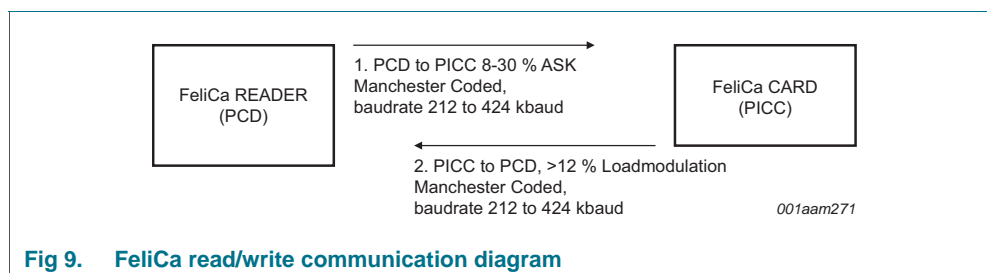 FeliCa READER
(PCD)
1. PCD to PICC 8-30 % ASK
Manchester Coded,
baudrate 212 to 424 kbaud
FeliCa CARD
(PICC)
2. PICC to PCD, >12 % Loadmodulation
Manchester Coded,
baudrate 212 to 424 kbaud
001aam271
Fig 9. FeliCa read/write communication diagram